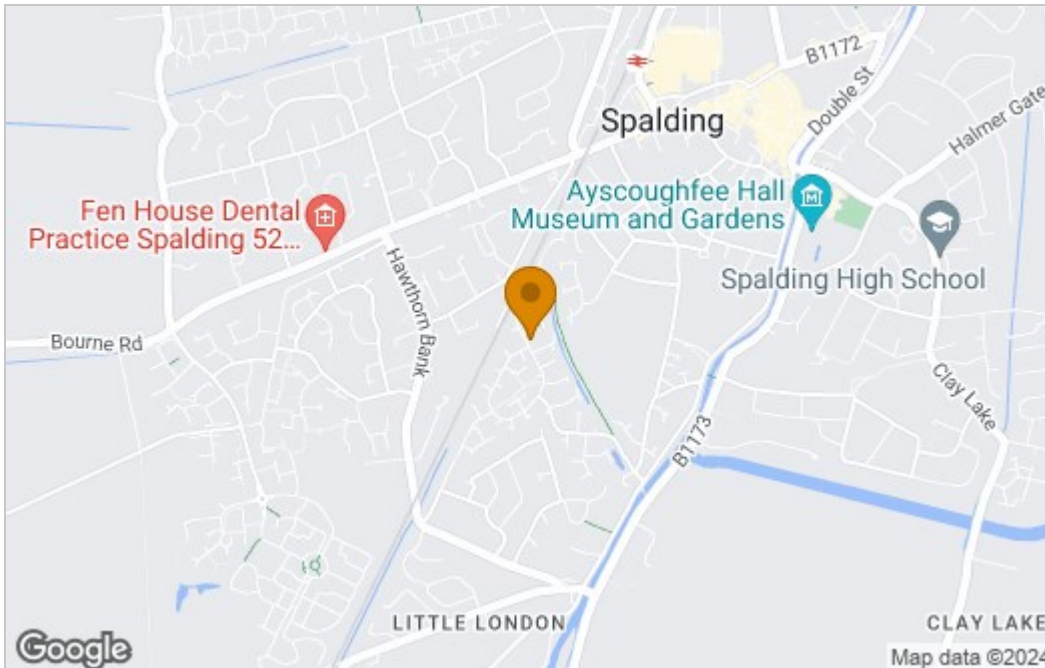 B1172
Double St
Halmer Gate
Spalding
Ayscoughfee Hall
Museum and Gardens
Fen House Dental
Practice Spalding 52...
Spalding High School
Hawthorn Bank
Bourne Rd
Clay Lake
B1173
LITTLE LONDON
CLAY LAKE
Google
Map data ©2024